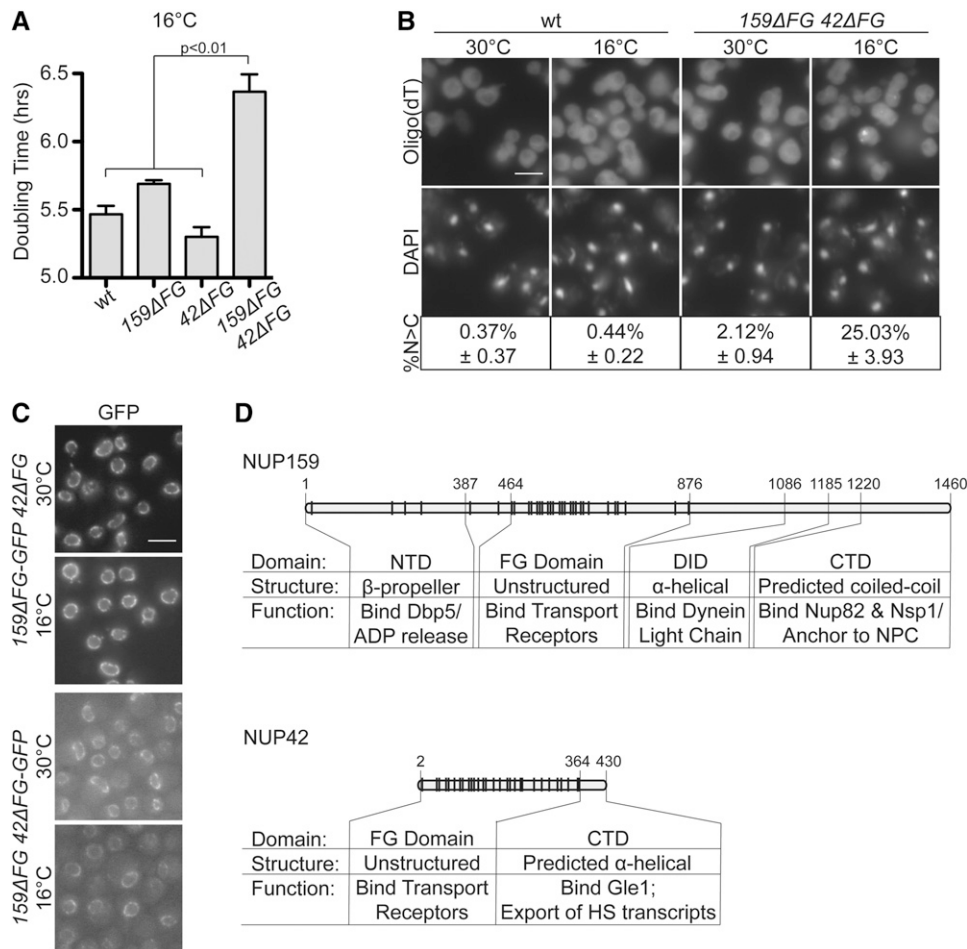 A
16°C
p<0.01
Doubling Time (hrs)
6.5
6.0
5.5
5.0
wt
159ΔFG
42ΔFG
159ΔFG
42ΔFG
B
wt
159ΔFG 42ΔFG
30°C 16°C 30°C 16°C
Oligo(dT)
DAPI
%N>C
0.37% 0.44% 2.12% 25.03%
± 0.37 ± 0.22 ± 0.94 ± 3.93
C
GFP
159ΔFG-GFP 42ΔFG
30°C
16°C
159ΔFG 42ΔFG-GFP
30°C
16°C
D
NUP159
1 387 464 876 1086 1185 1220 1460
Domain: NTD FG Domain DID CTD
Structure: β-propeller Unstructured α-helical Predicted coiled-coil
Function: Bind Dbp5/ Bind Transport Bind Dynein Bind Nup82 & Nsp1/
ADP release Receptors Light Chain Anchor to NPC
NUP42
2 364 430
Domain: FG Domain CTD
Structure: Unstructured Predicted α-helical
Function: Bind Transport Bind Gle1;
Receptors Export of HS transcripts